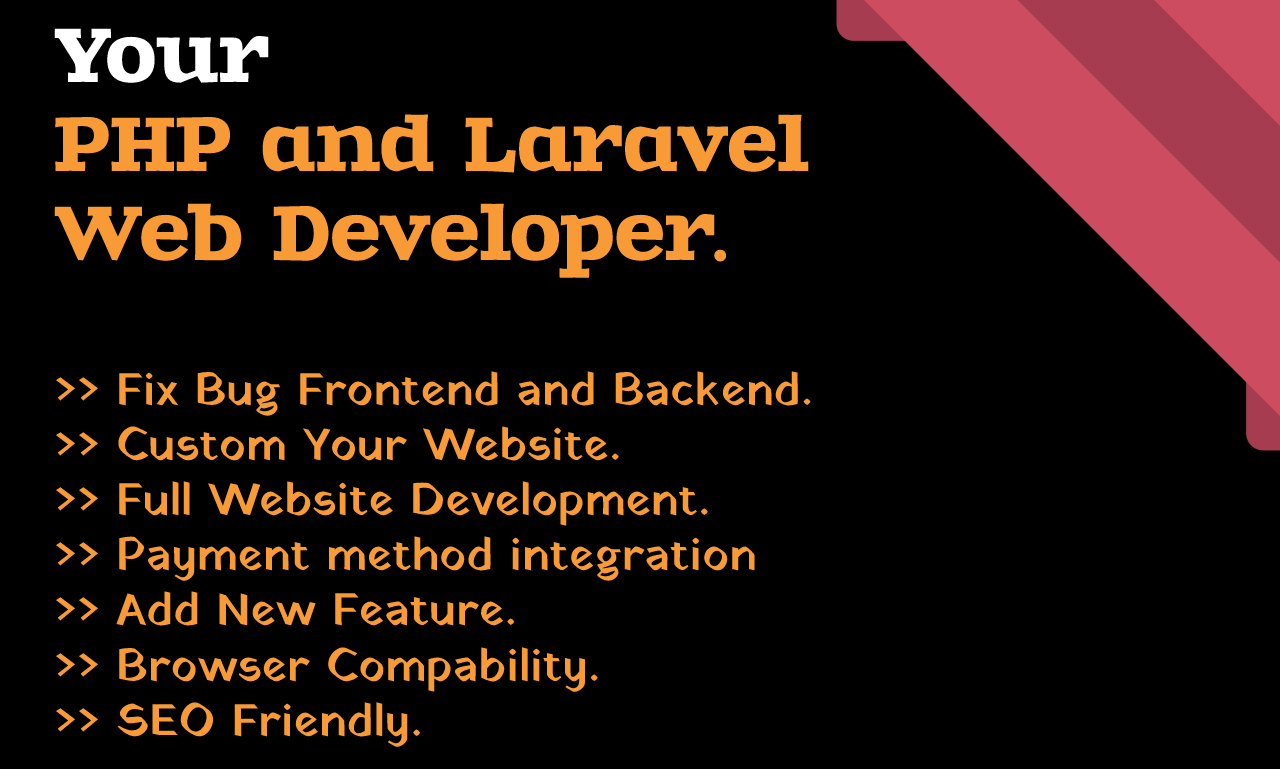 Your
PHP and Laravel
Web Developer.
>> Fix Bug Frontend and Backend.
>> Custom Your Website.
>> Full Website Development.
>> Payment method integration
>> Add New Feature.
>> Browser Compability.
>> SEO Friendly.